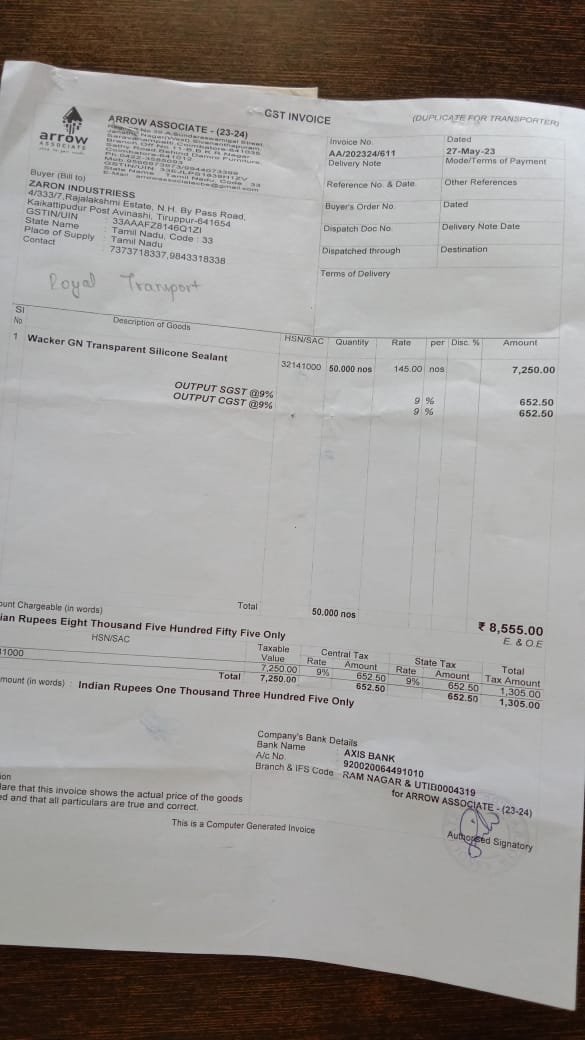 GST INVOICE
(DUPLICATE FOR TRANSPORTER)
arrow
ASSOCIATE
ARROW ASSOCIATE - (23-24)
Invoice No.
AA/202324/611
Dated
27-May-23
Delivery Note
Mode/Terms of Payment
Reference No. & Date.
Other References
Buyer's Order No.
Dated
Dispatch Doc No.
Delivery Note Date
Dispatched through
Destination
Terms of Delivery
Buyer (Bill to)
ZARON INDUSTRIESS
4/333/7,Rajalakshmi Estate, N.H. By Pass Road,
Kaikattipudur Post Avinashi, Tiruppur-641654
GSTIN/UIN : 33AAAFZ8146Q1ZI
State Name : Tamil Nadu, Code : 33
Place of Supply : Tamil Nadu
Contact : 7373718337,9843318338
Royal Tranport
Sl No Description of Goods HSN/SAC Quantity Rate per Disc. % Amount
1 Wacker GN Transparent Silicone Sealant 32141000 50.000 nos 145.00 nos 7,250.00
OUTPUT SGST @9% 9 % 652.50
OUTPUT CGST @9% 9 % 652.50
Total 50.000 nos ₹ 8,555.00
ount Chargeable (in words) E. & O.E
ian Rupees Eight Thousand Five Hundred Fifty Five Only
HSN/SAC Taxable Value Central Tax Rate Amount State Tax Rate Amount Total Tax Amount
1000 7,250.00 9% 652.50 9% 652.50 1,305.00
Total 7,250.00 652.50 652.50 1,305.00
mount (in words) : Indian Rupees One Thousand Three Hundred Five Only
Company's Bank Details
Bank Name : AXIS BANK
A/c No. : 920020064491010
Branch & IFS Code : RAM NAGAR & UTIB0004319
for ARROW ASSOCIATE - (23-24)
ion
lare that this invoice shows the actual price of the goods
ed and that all particulars are true and correct.
Authorised Signatory
This is a Computer Generated Invoice